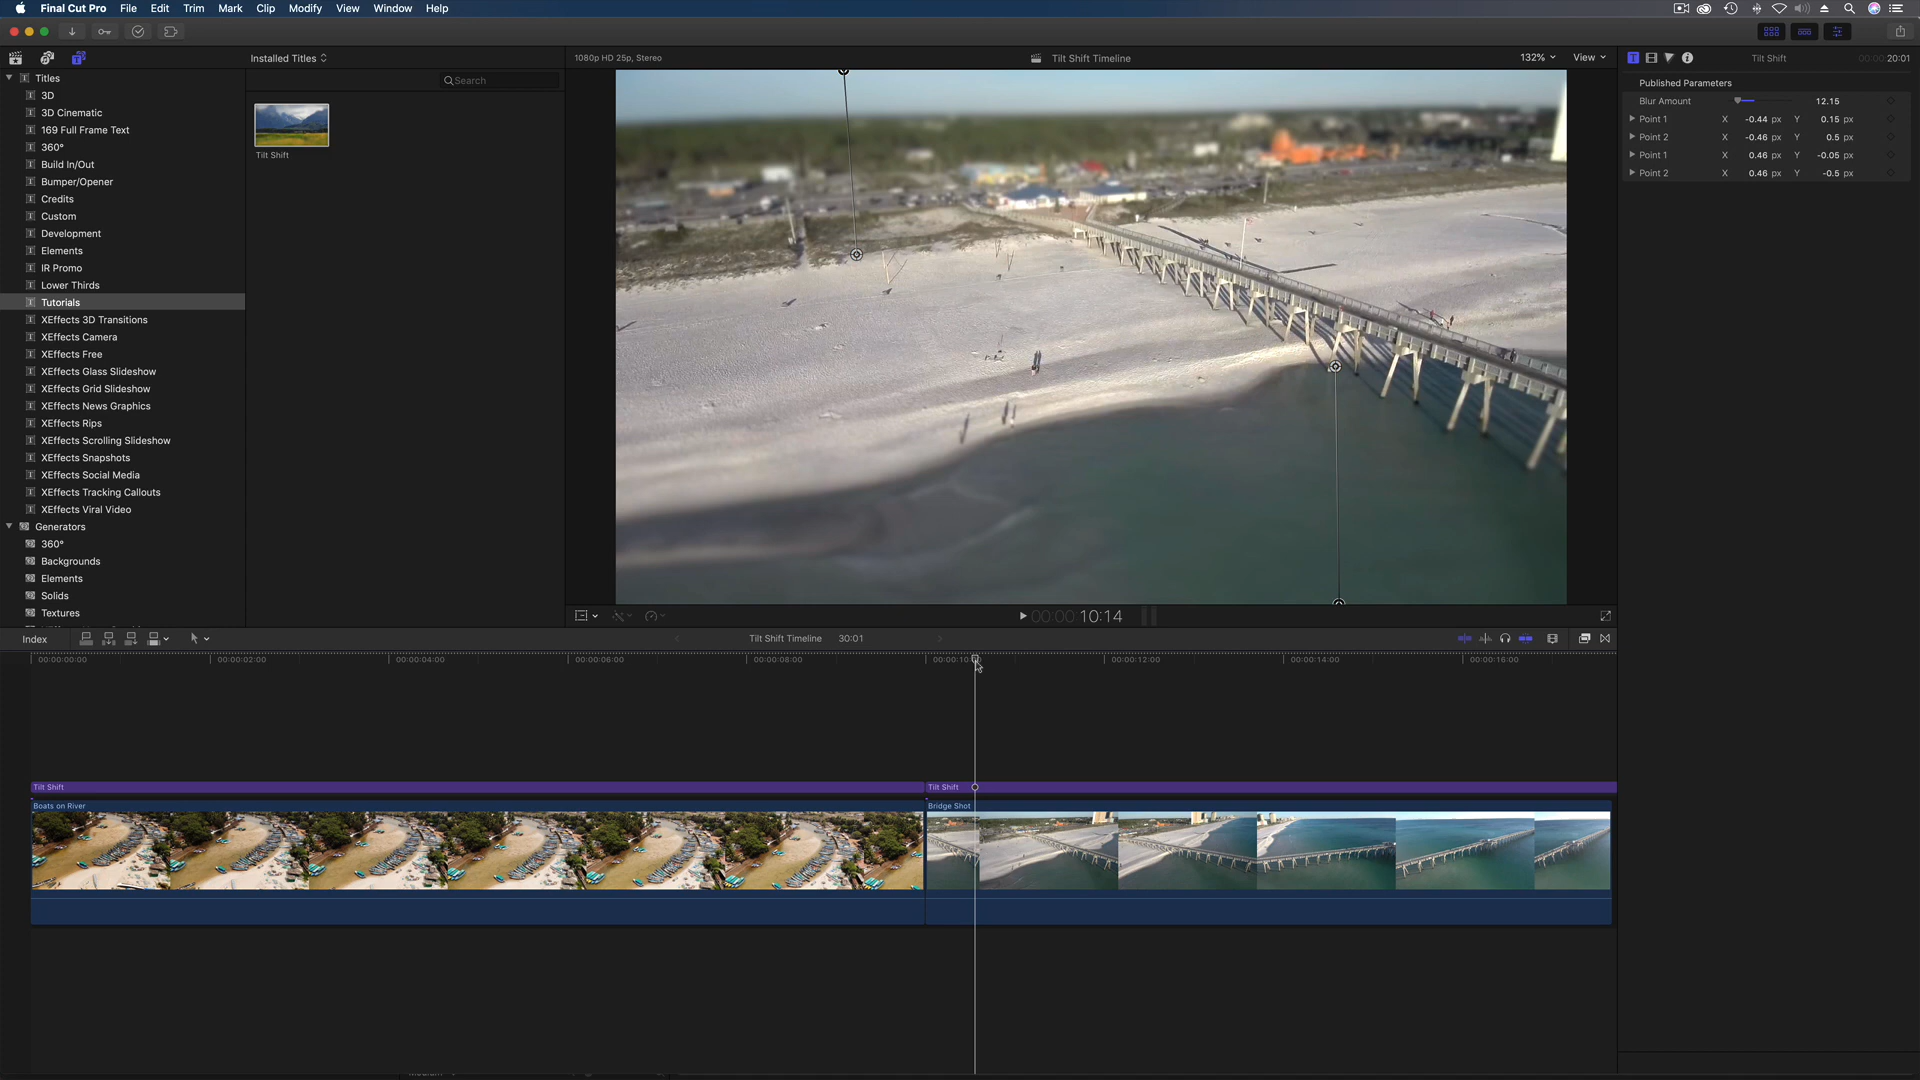 Final Cut Pro File Edit Trim Mark Clip Modify View Window Help
Installed Titles
Search
Titles
3D
3D Cinematic
169 Full Frame Text
360°
Build In/Out
Bumper/Opener
Credits
Custom
Development
Elements
IR Promo
Lower Thirds
Tutorials
XEffects 3D Transitions
XEffects Camera
XEffects Free
XEffects Glass Slideshow
XEffects Grid Slideshow
XEffects News Graphics
XEffects Rips
XEffects Scrolling Slideshow
XEffects Snapshots
XEffects Social Media
XEffects Tracking Callouts
XEffects Viral Video
Generators
360°
Backgrounds
Elements
Solids
Textures
Tilt Shift
1080p HD 25p, Stereo
Tilt Shift Timeline
132% View
00:00:10:14
Tilt Shift 00:00:20:01
Published Parameters
Blur Amount 12.15
Point 1 X -0.44 px Y 0.15 px
Point 2 X -0.46 px Y 0.5 px
Point 1 X 0.46 px Y -0.05 px
Point 2 X 0.46 px Y -0.5 px
Index
Tilt Shift Timeline 30:01
00:00:00:00 00:00:02:00 00:00:04:00 00:00:06:00 00:00:08:00 00:00:10 00:00:12:00 00:00:14:00 00:00:16:00
Tilt Shift Tilt Shift
Boats on River Bridge Shot